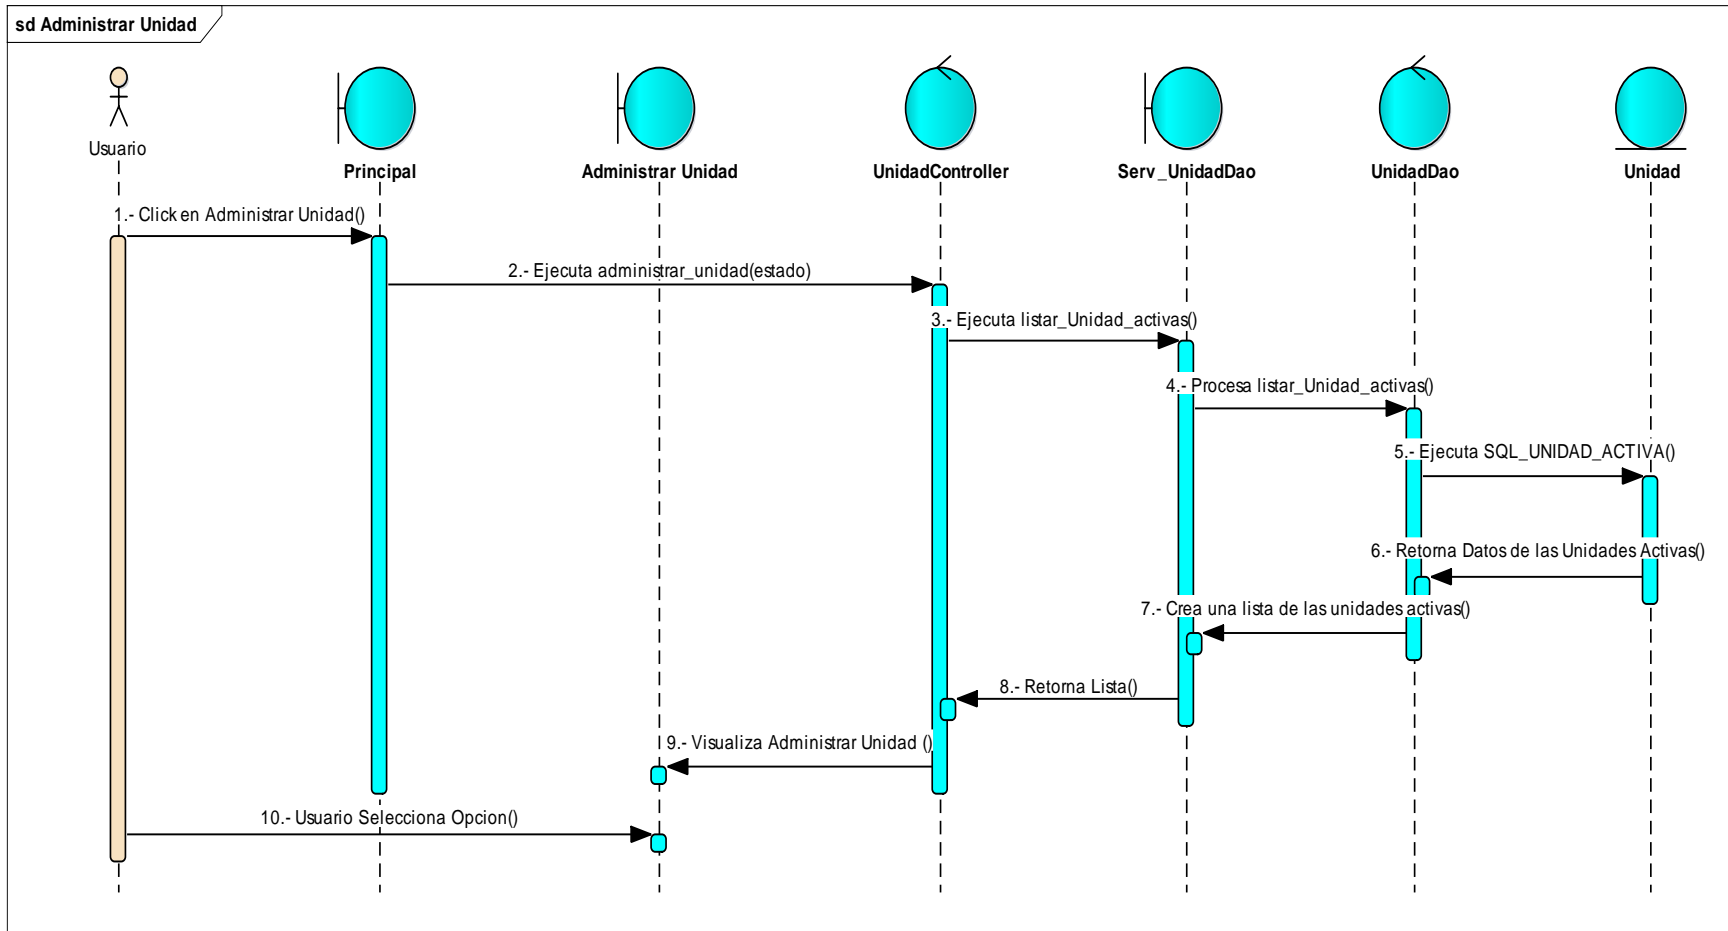 sd Administrar Unidad
Usuario
Principal
Administrar Unidad
UnidadController
Serv_UnidadDao
UnidadDao
Unidad
1.- Click en Administrar Unidad()
2.- Ejecuta administrar_unidad(estado)
3.- Ejecuta listar_Unidad_activas()
4.- Procesa listar_Unidad_activas()
5.- Ejecuta SQL_UNIDAD_ACTIVA()
6.- Retorna Datos de las Unidades Activas()
7.- Crea una lista de las unidades activas()
8.- Retorna Lista()
9.- Visualiza Administrar Unidad ()
10.- Usuario Selecciona Opcion()